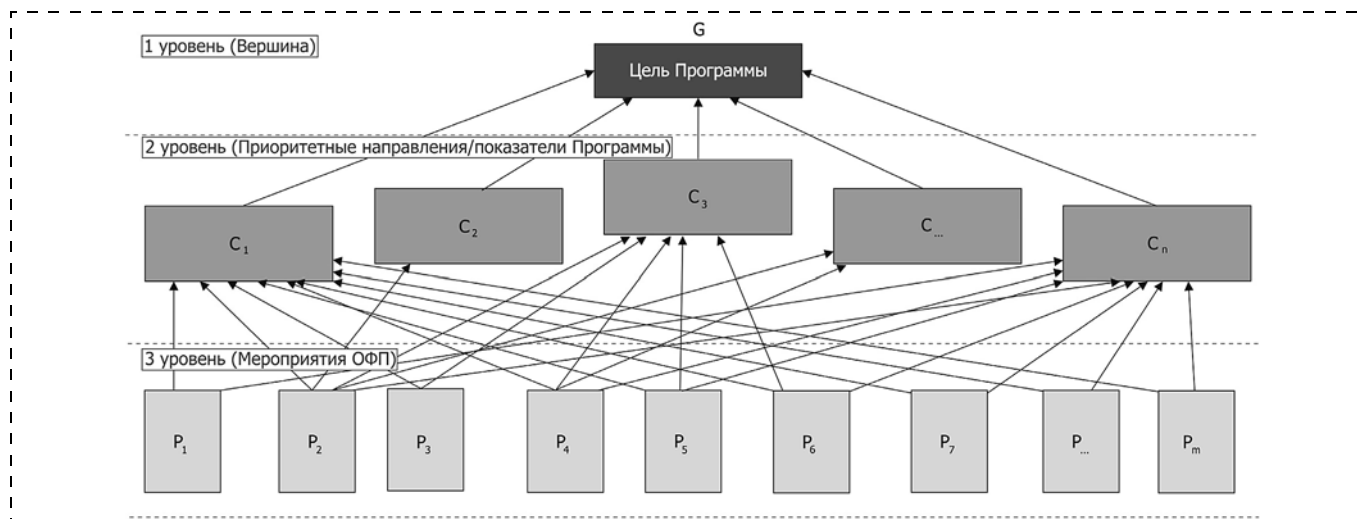 G
1 уровень (Вершина)
Цель Программы
2 уровень (Приоритетные направления/показатели Программы)
C₁
C₂
C₃
C...
Cₙ
3 уровень (Мероприятия ОФП)
P₁
P₂
P₃
P₄
P₅
P₆
P₇
P...
Pₘ